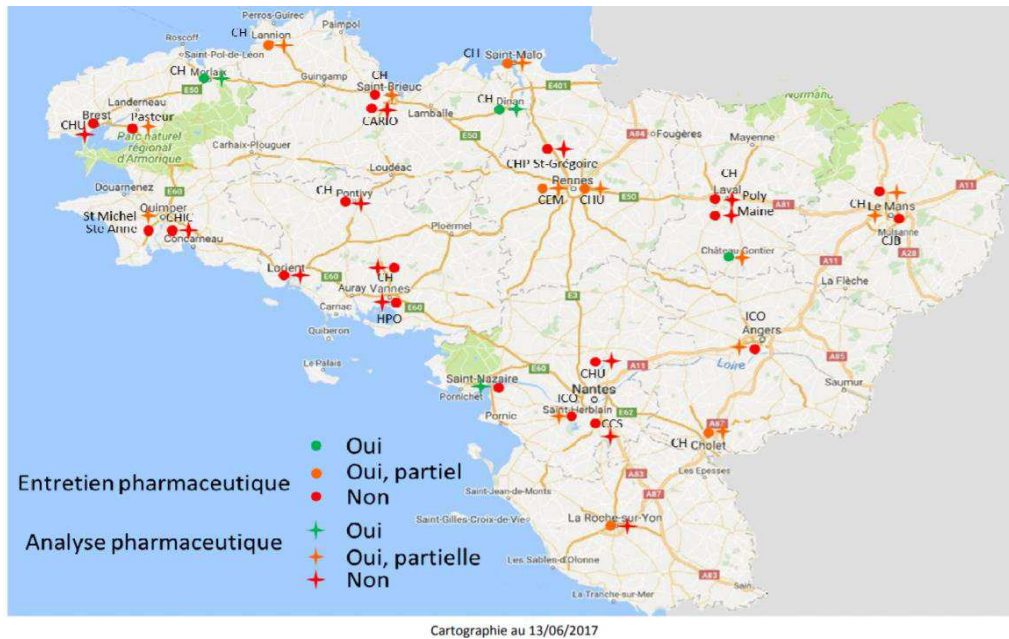 Perros-Guirec
Paimpol
Roscoff
CH
Lannion
Saint-Pol-de-Léon
CH
Saint-Malo
CH Morlaix
Guingamp
CH
Saint-Brieuc
E401
Normandy
E50
CH
Dinan
Landerneau
CARIO
Lamballe
A84
Fougères
Mayenne
Brest
Pasteur
E50
CHU
Parc naturel
régional
d'Armorique
Carhaix-Plouguer
CHP St-Grégoire
Loudéac
Rennes
CH
Laval
Poly
A11
Douarnenez
E60
CH
Pontivy
CEM
CHU
E50
A81
Maine
CH
Le Mans
Quimper
St Michel
CHIC
Ste Anne
Ploërmel
Mulsanne
CJB
Concarneau
Château-Gontier
A28
Lorient
E60
CH
A11
La Flèche
Auray
Vannes
E3
Carnac
E60
HPO
ICO
Angers
Quiberon
Le Palais
CHU
A11
A85
E60
Loire
Saint-Nazaire
Nantes
Saumur
Pornichet
ICO
Saint-Herblain
E62
Pornic
CCS
A87
CH
Cholet
Oui
Entretien pharmaceutique
Oui, partiel
Non
A83
Les Epesses
A87
Saint-Jean-de-Monts
Oui
Analyse pharmaceutique
Oui, partielle
Non
Saint-Gilles-Croix-de-Vie
La Roche-sur-Yon
Les Sables-d'Olonne
A83
La Tranche-sur-Mer
Cartographie au 13/06/2017